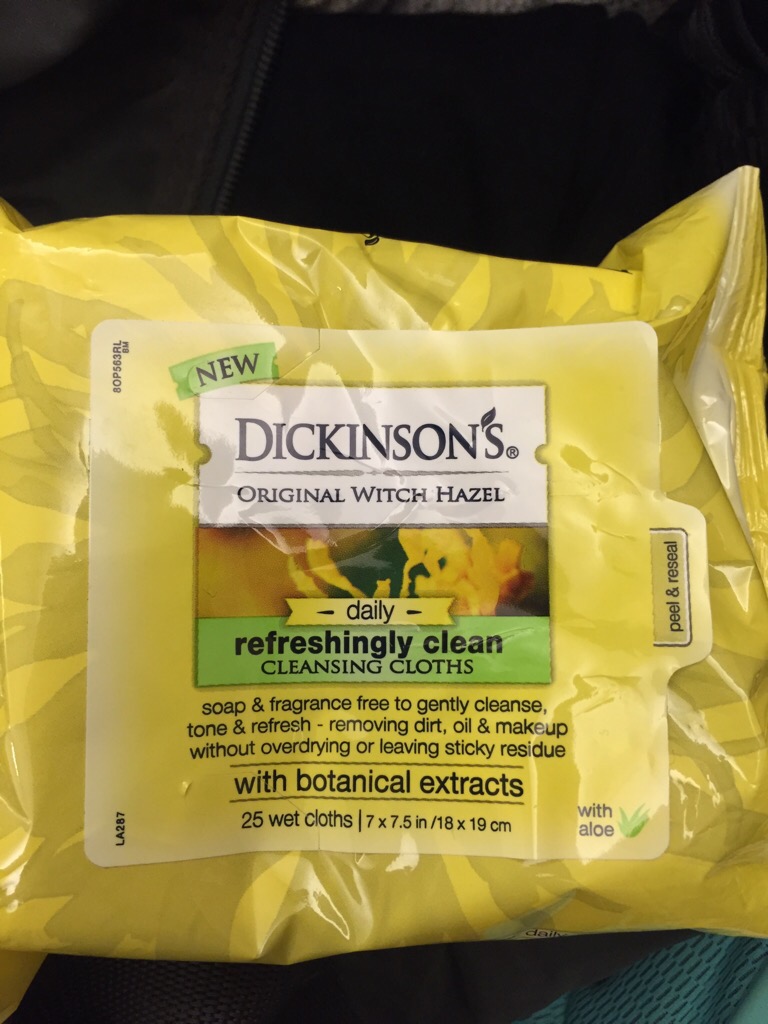 8OP563RL
BM
NEW
DICKINSON'S®
ORIGINAL WITCH HAZEL
daily
refreshingly clean
CLEANSING CLOTHS
soap & fragrance free to gently cleanse,
tone & refresh - removing dirt, oil & makeup
without overdrying or leaving sticky residue
with botanical extracts
25 wet cloths | 7 x 7.5 in /18 x 19 cm
with
aloe
peel & reseal
LA287
daily